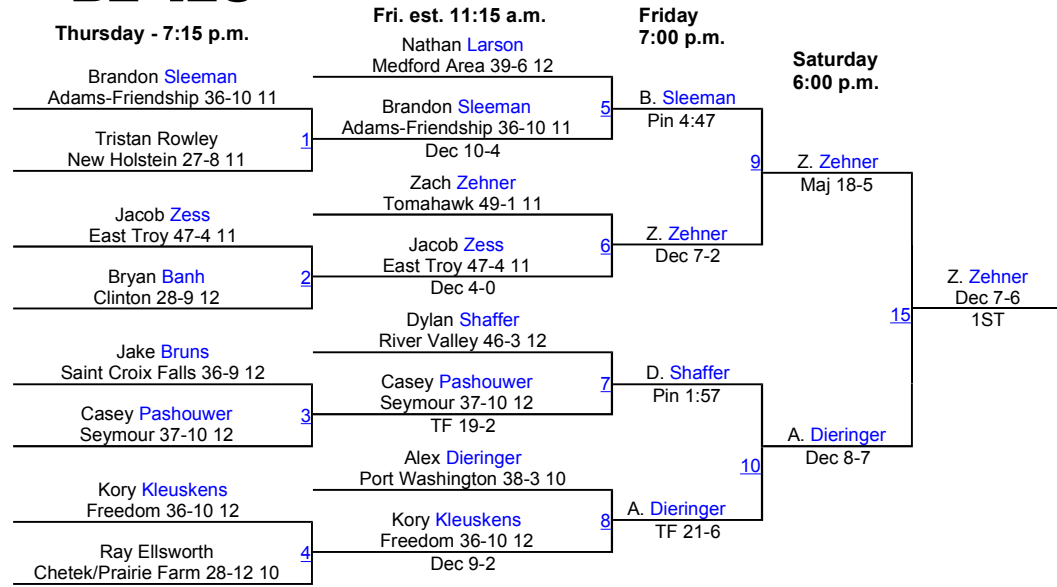 Thursday - 7:15 p.m.
Brandon Sleeman
Adams-Friendship 36-10 11
Tristan Rowley
New Holstein 27-8 11
1
Jacob Zess
East Troy 47-4 11
Bryan Banh
Clinton 28-9 12
2
Jake Bruns
Saint Croix Falls 36-9 12
Casey Pashouwer
Seymour 37-10 12
3
Kory Kleuskens
Freedom 36-10 12
Ray Ellsworth
Chetek/Prairie Farm 28-12 10
4
Fri. est. 11:15 a.m.
Nathan Larson
Medford Area 39-6 12
Brandon Sleeman
Adams-Friendship 36-10 11
Dec 10-4
5
Zach Zehner
Tomahawk 49-1 11
Jacob Zess
East Troy 47-4 11
Dec 4-0
6
Dylan Shaffer
River Valley 46-3 12
Casey Pashouwer
Seymour 37-10 12
TF 19-2
7
Alex Dieringer
Port Washington 38-3 10
Kory Kleuskens
Freedom 36-10 12
Dec 9-2
8
Friday
7:00 p.m.
B. Sleeman
Pin 4:47
9
Z. Zehner
Dec 7-2
D. Shaffer
Pin 1:57
10
A. Dieringer
TF 21-6
Saturday
6:00 p.m.
Z. Zehner
Maj 18-5
A. Dieringer
Dec 8-7
15
Z. Zehner
Dec 7-6
1ST